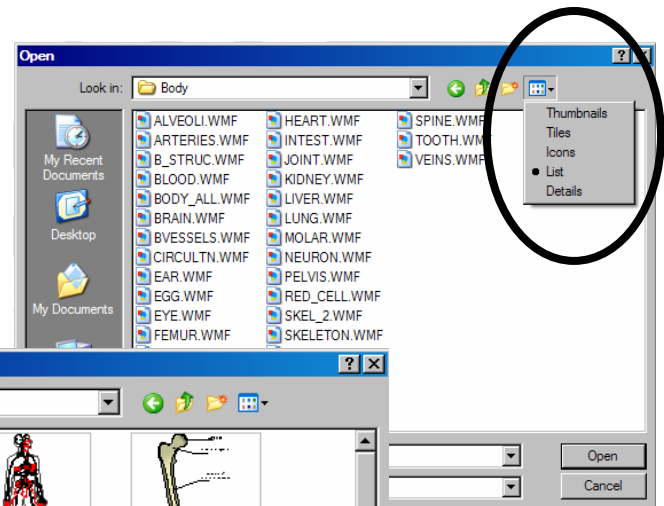 Open
Look in: Body
My Recent
Documents
Desktop
My Documents
ALVEOLI.WMF
ARTERIES.WMF
B_STRUC.WMF
BLOOD.WMF
BODY_ALL.WMF
BRAIN.WMF
BVESSELS.WMF
CIRCULTN.WMF
EAR.WMF
EGG.WMF
EYE.WMF
FEMUR.WMF
HEART.WMF
INTEST.WMF
JOINT.WMF
KIDNEY.WMF
LIVER.WMF
LUNG.WMF
MOLAR.WMF
NEURON.WMF
PELVIS.WMF
RED_CELL.WMF
SKEL_2.WMF
SKELETON.WMF
SPINE.WMF
TOOTH.WMF
VEINS.WMF
Thumbnails
Tiles
Icons
List
Details
Open
Cancel